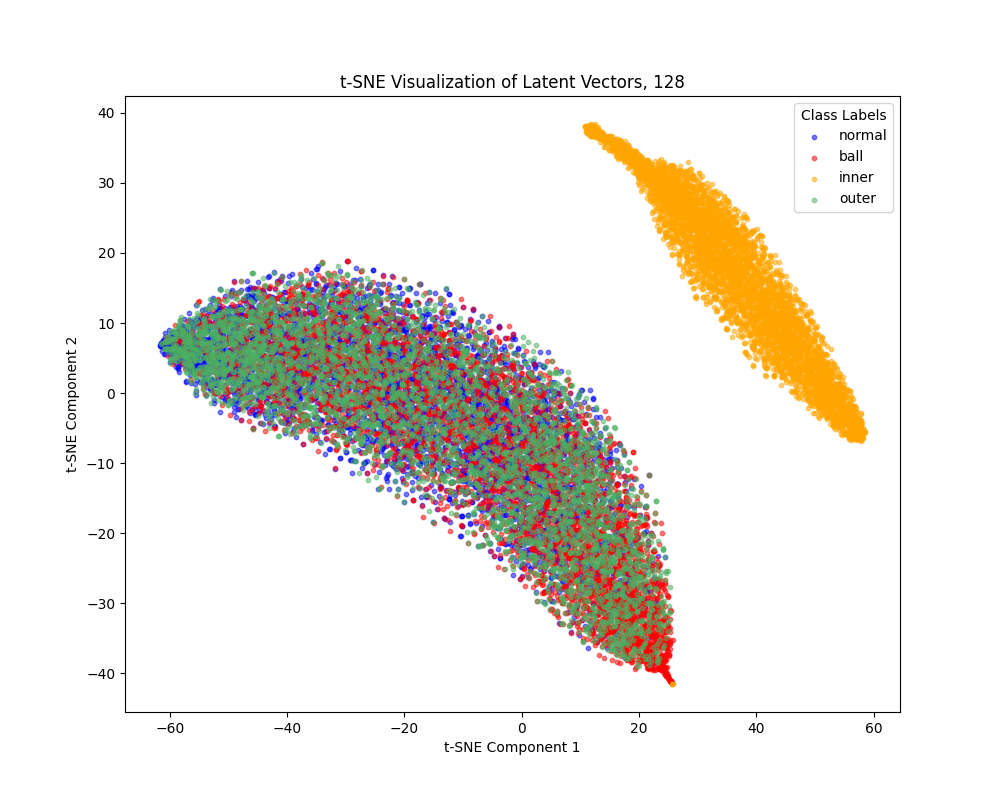 t-SNE Visualization of Latent Vectors, 128
t-SNE Component 2
40
30
20
10
0
−10
−20
−30
−40
Class Labels
normal
ball
inner
outer
−60
−40
−20
0
20
40
60
t-SNE Component 1